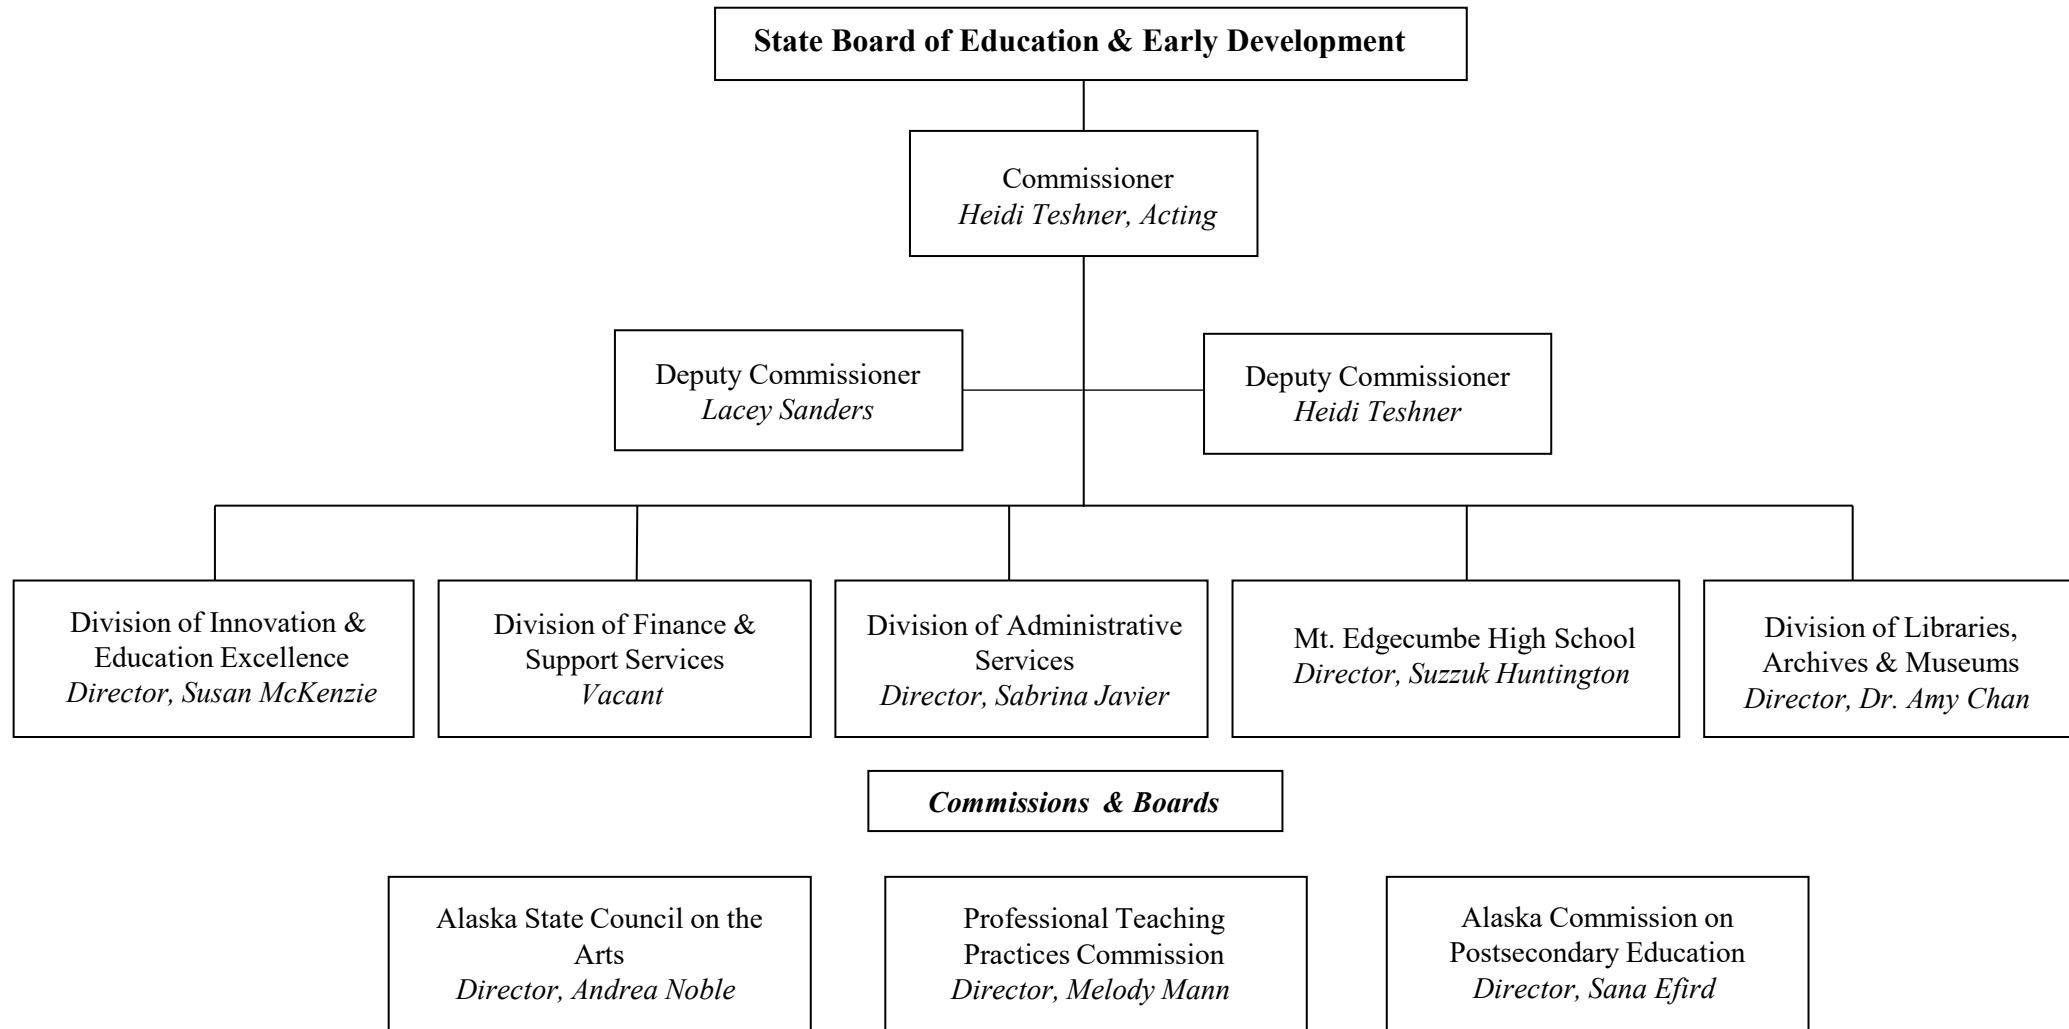 State Board of Education & Early Development
Commissioner
Heidi Teshner, Acting
Deputy Commissioner
Lacey Sanders
Deputy Commissioner
Heidi Teshner
Division of Innovation &
Education Excellence
Director, Susan McKenzie
Division of Finance &
Support Services
Vacant
Division of Administrative
Services
Director, Sabrina Javier
Mt. Edgecumbe High School
Director, Suzzuk Huntington
Division of Libraries,
Archives & Museums
Director, Dr. Amy Chan
Commissions & Boards
Alaska State Council on the
Arts
Director, Andrea Noble
Professional Teaching
Practices Commission
Director, Melody Mann
Alaska Commission on
Postsecondary Education
Director, Sana Efird